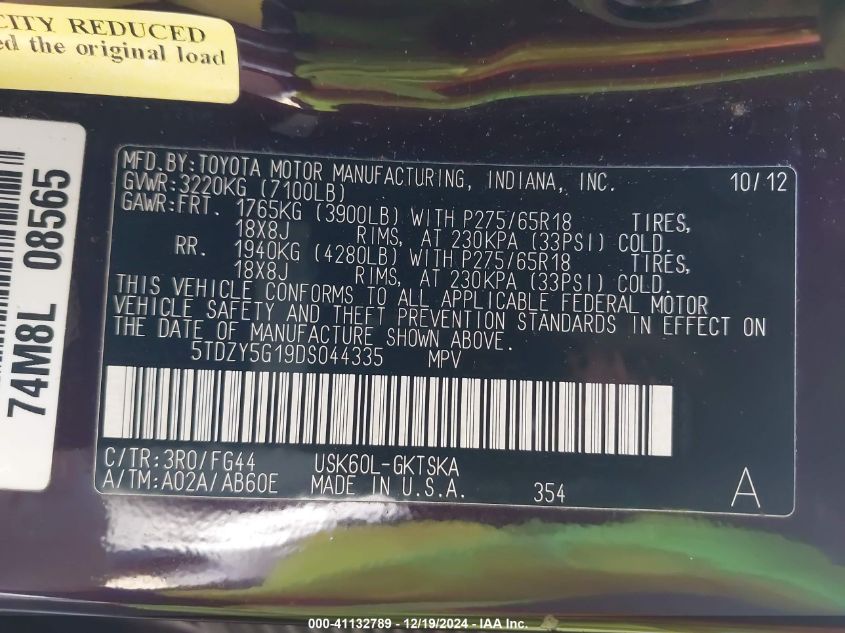 CITY REDUCED
the original load
74M8L 08565
MFD.BY:TOYOTA MOTOR MANUFACTURING, INDIANA, INC. 10/12
GVWR:3220KG (7100LB)
GAWR:FRT. 1765KG (3900LB) WITH P275/65R18 TIRES,
18X8J RIMS, AT 230KPA (33PSI) COLD.
RR. 1940KG (4280LB) WITH P275/65R18 TIRES,
18X8J RIMS, AT 230KPA (33PSI) COLD.
THIS VEHICLE CONFORMS TO ALL APPLICABLE FEDERAL MOTOR
VEHICLE SAFETY AND THEFT PREVENTION STANDARDS IN EFFECT ON
THE DATE OF MANUFACTURE SHOWN ABOVE.
5TDZY5G19DS044335 MPV
C/TR:3R0/FG44 USK60L-GKTSKA
A/TM:A02A/AB60E MADE IN U.S.A. 354 A
000-41132789 - 12/19/2024 - IAA Inc.